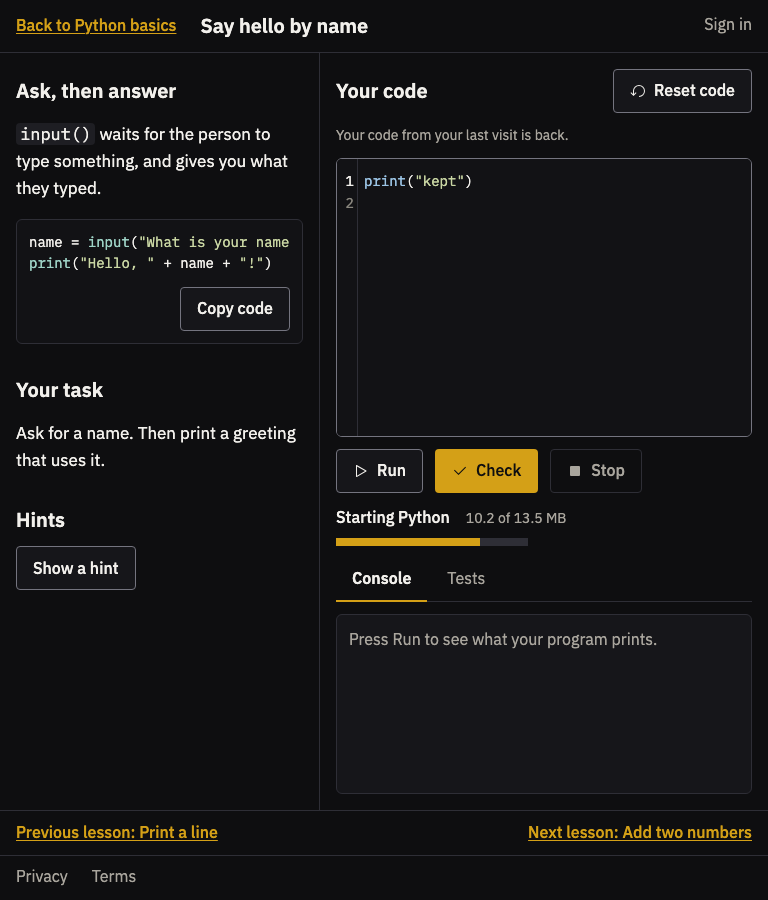 Back to Python basics
Say hello by name
Sign in
Ask, then answer
input() waits for the person to
type something, and gives you what
they typed.
name = input("What is your name
print("Hello, " + name + "!")
Copy code
Your task
Ask for a name. Then print a greeting
that uses it.
Hints
Show a hint
Your code
Reset code
Your code from your last visit is back.
1 print("kept")
2
Run
Check
Stop
Starting Python 10.2 of 13.5 MB
Console
Tests
Press Run to see what your program prints.
Previous lesson: Print a line
Next lesson: Add two numbers
Privacy
Terms